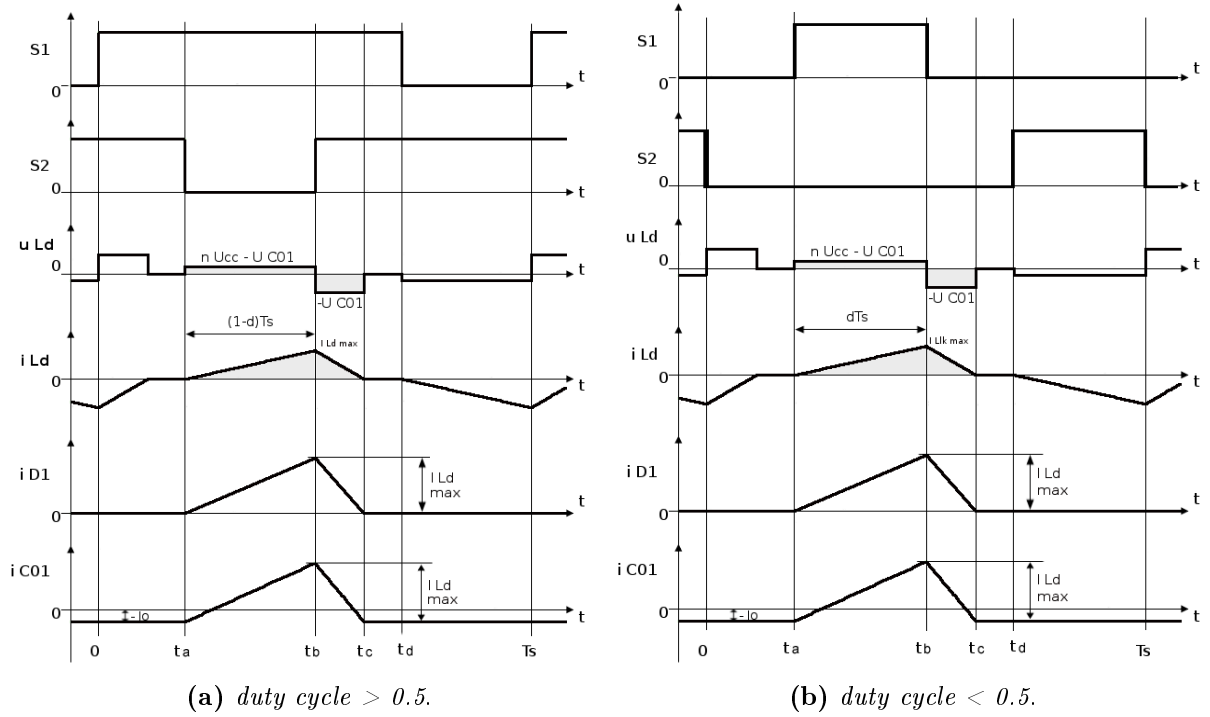 S1
0
t
S2
0
t
u Ld
0
n Ucc - U C01
-U C01
t
(1-d)Ts
I Ld max
i Ld
0
t
i D1
0
I Ld
max
t
i C01
0
-Io
I Ld
max
t
0 ta tb tc td Ts
(a) duty cycle > 0.5.
S1
0
t
S2
0
t
u Ld
0
n Ucc - U C01
-U C01
t
dTs
I Llk max
i Ld
0
t
i D1
0
I Ld
max
t
i C01
0
-Io
I Ld
max
t
0 ta tb tc td Ts
(b) duty cycle < 0.5.